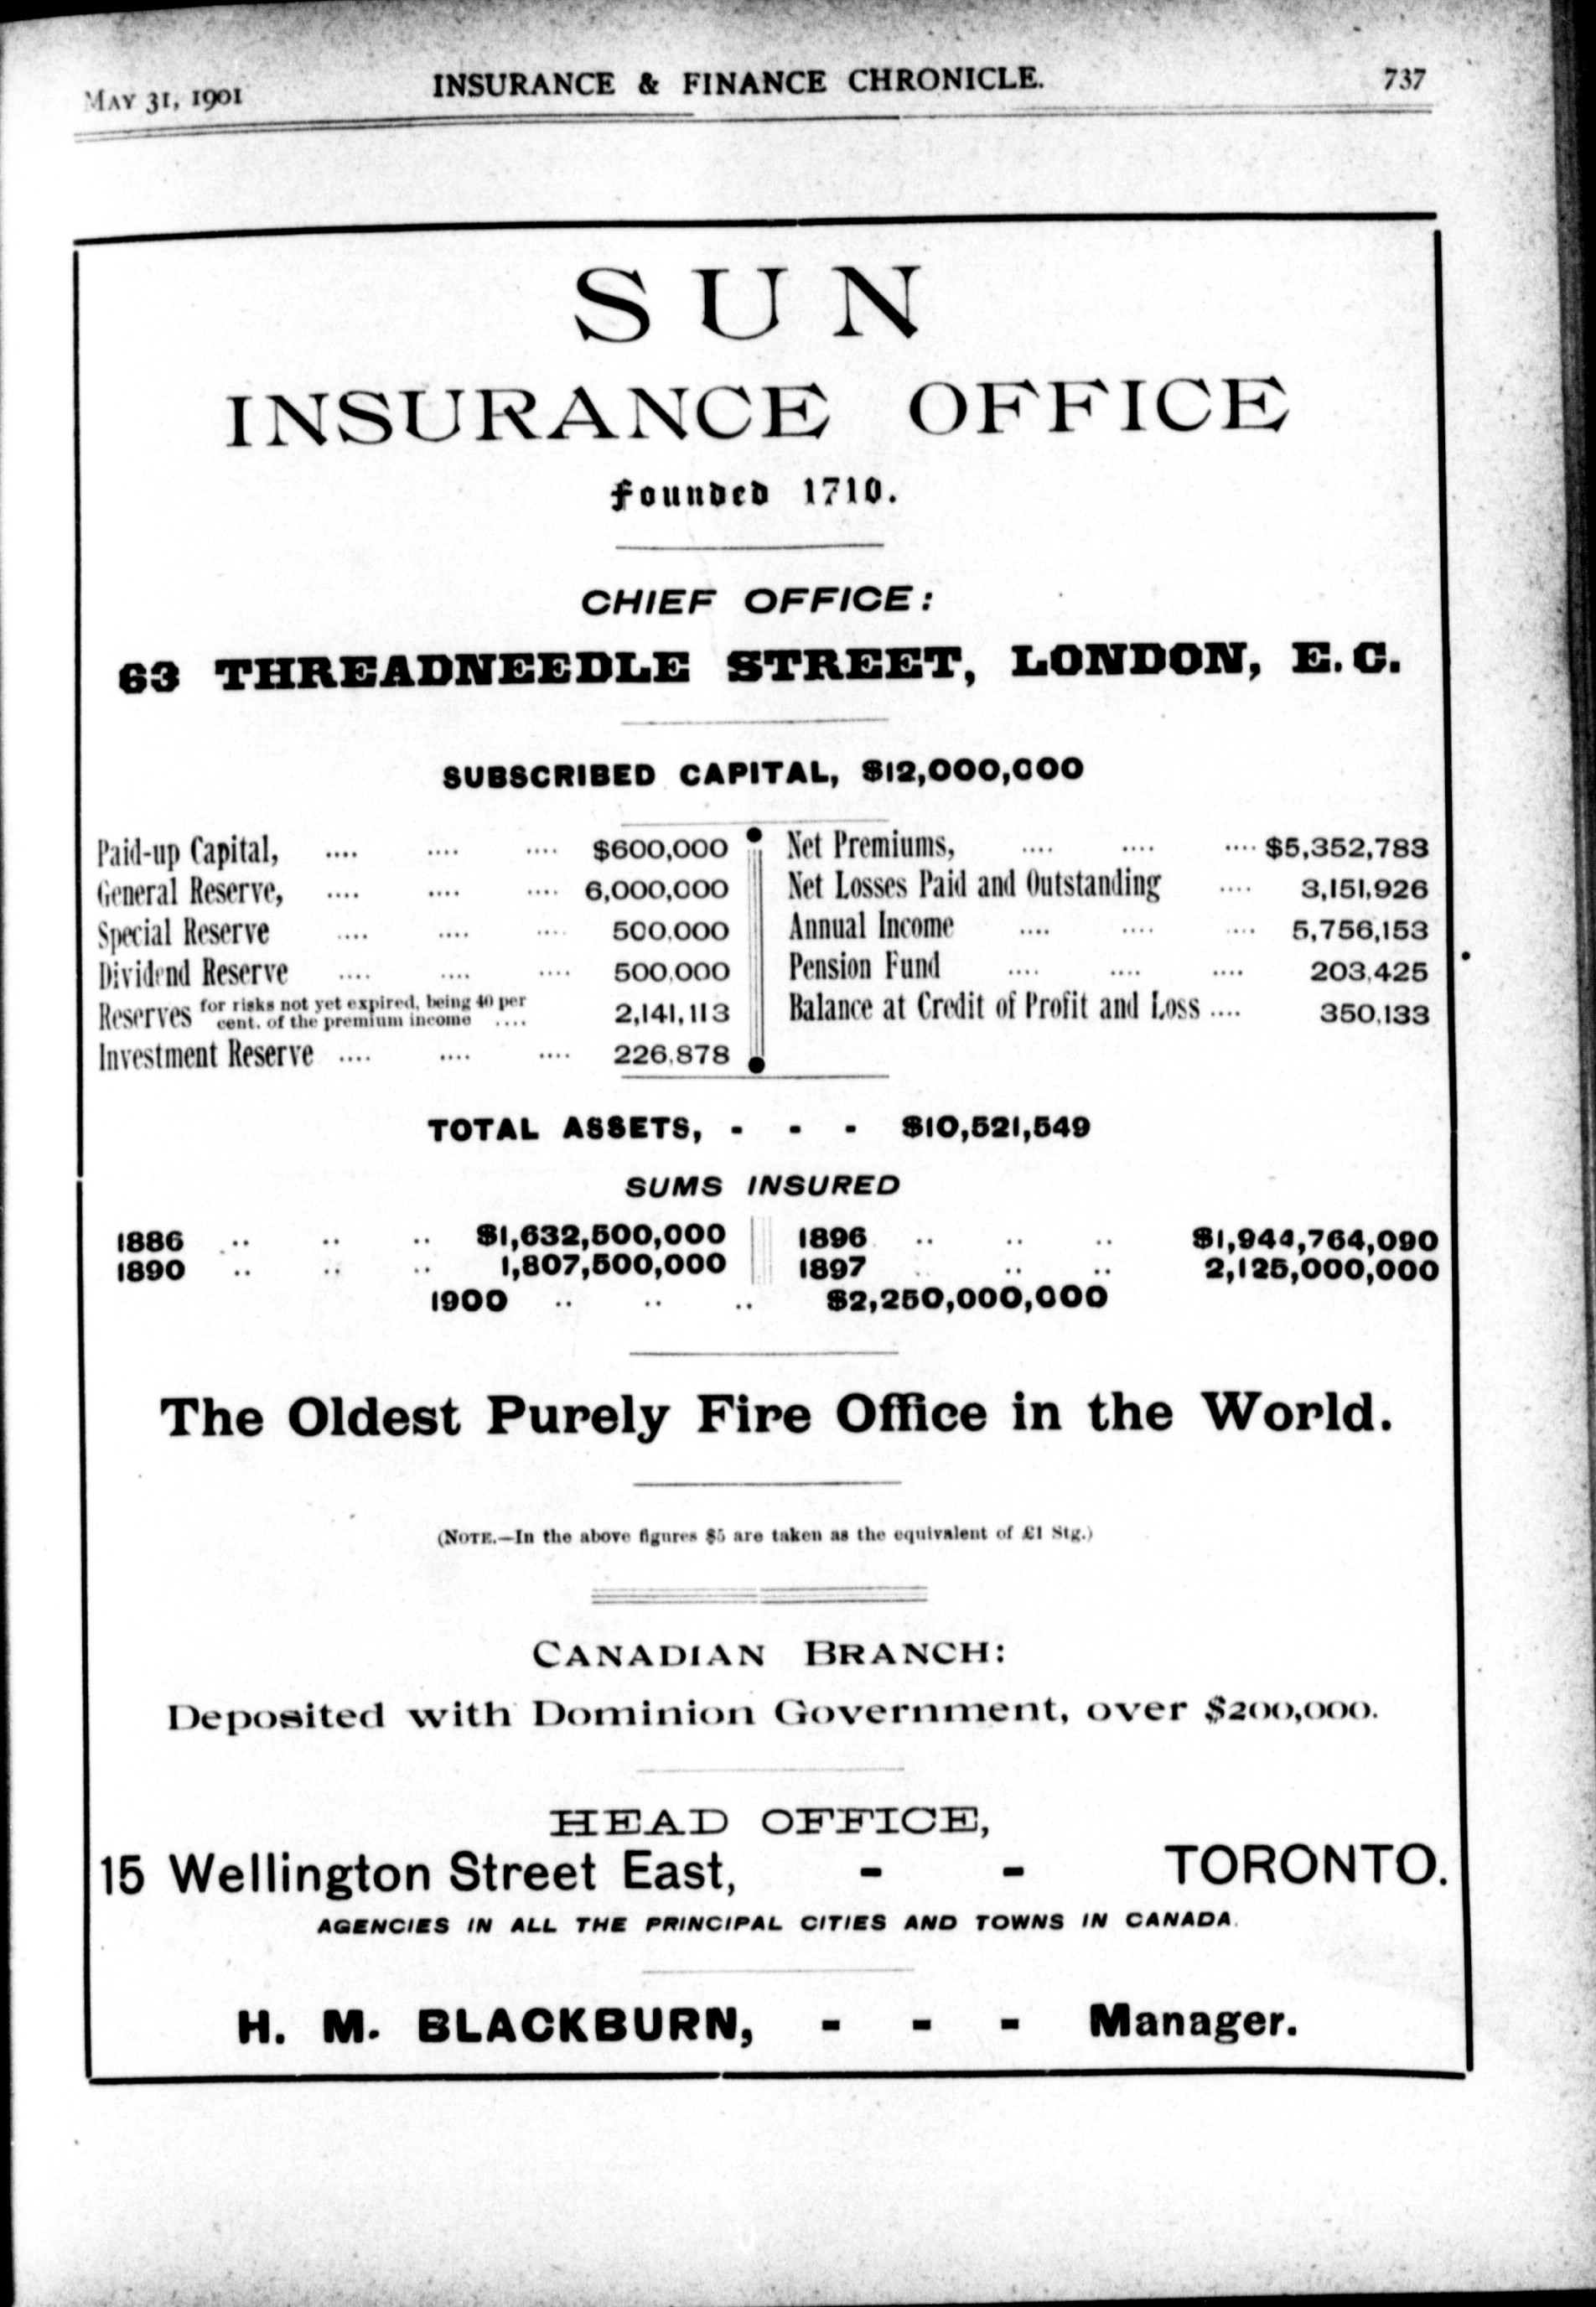 MAY 31, 1901 INSURANCE & FINANCE CHRONICLE. 737
SUN
INSURANCE OFFICE
Founded 1710.
CHIEF OFFICE:
63 THREADNEEDLE STREET, LONDON, E.C.
SUBSCRIBED CAPITAL, $12,000,000
Paid-up Capital, .... .... .... $600,000
General Reserve, .... .... .... 6,000,000
Special Reserve .... .... .... 500,000
Dividend Reserve .... .... .... 500,000
Reserves for risks not yet expired, being 40 per
cent. of the premium income .... 2,141,113
Investment Reserve .... .... .... 226,878
Net Premiums, .... .... .... $5,352,783
Net Losses Paid and Outstanding .... 3,151,926
Annual Income .... .... .... 5,756,153
Pension Fund .... .... .... 203,425
Balance at Credit of Profit and Loss .... 350,133
TOTAL ASSETS, - - - $10,521,549
SUMS INSURED
1886 .. .. .. $1,632,500,000
1890 .. .. .. 1,807,500,000
1896 .. .. .. $1,944,764,090
1897 .. .. .. 2,125,000,000
1900 .. .. .. $2,250,000,000
The Oldest Purely Fire Office in the World.
(NOTE.—In the above figures $5 are taken as the equivalent of £1 Stg.)
CANADIAN BRANCH:
Deposited with Dominion Government, over $200,000.
HEAD OFFICE,
15 Wellington Street East, - - TORONTO.
AGENCIES IN ALL THE PRINCIPAL CITIES AND TOWNS IN CANADA.
H. M. BLACKBURN, - - - Manager.